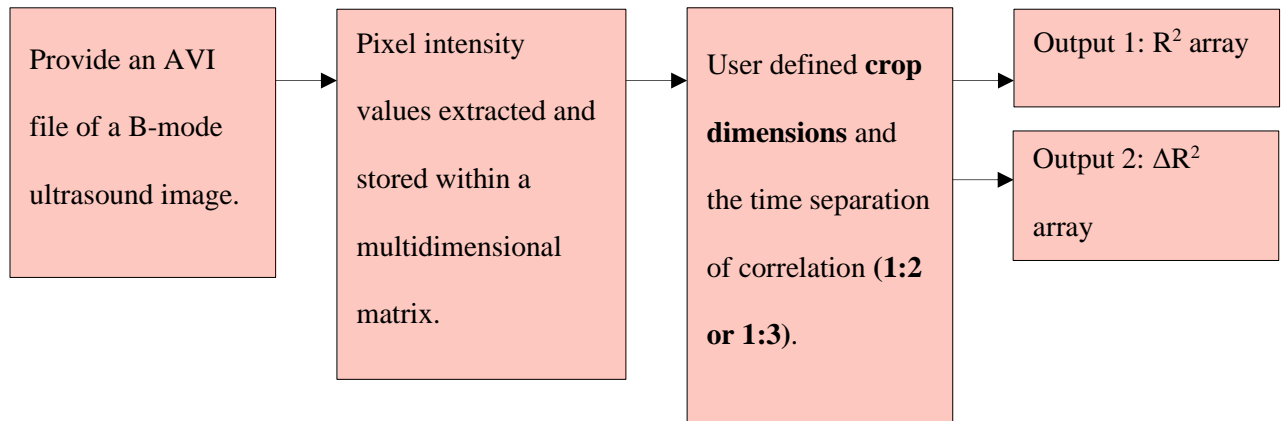 Provide an AVI
file of a B-mode
ultrasound image.
Pixel intensity
values extracted and
stored within a
multidimensional
matrix.
User defined crop
dimensions and
the time separation
of correlation (1:2
or 1:3).
Output 1: R² array
Output 2: ΔR²
array